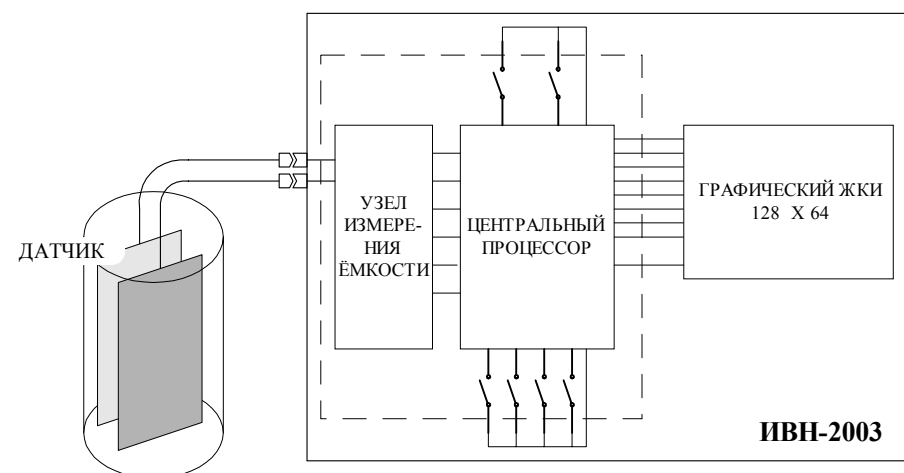 ДАТЧИК
УЗЕЛ
ИЗМЕРЕ-
НИЯ
ЁМКОСТИ
ЦЕНТРАЛЬНЫЙ
ПРОЦЕССОР
ГРАФИЧЕСКИЙ ЖКИ
128 X 64
ИВН-2003